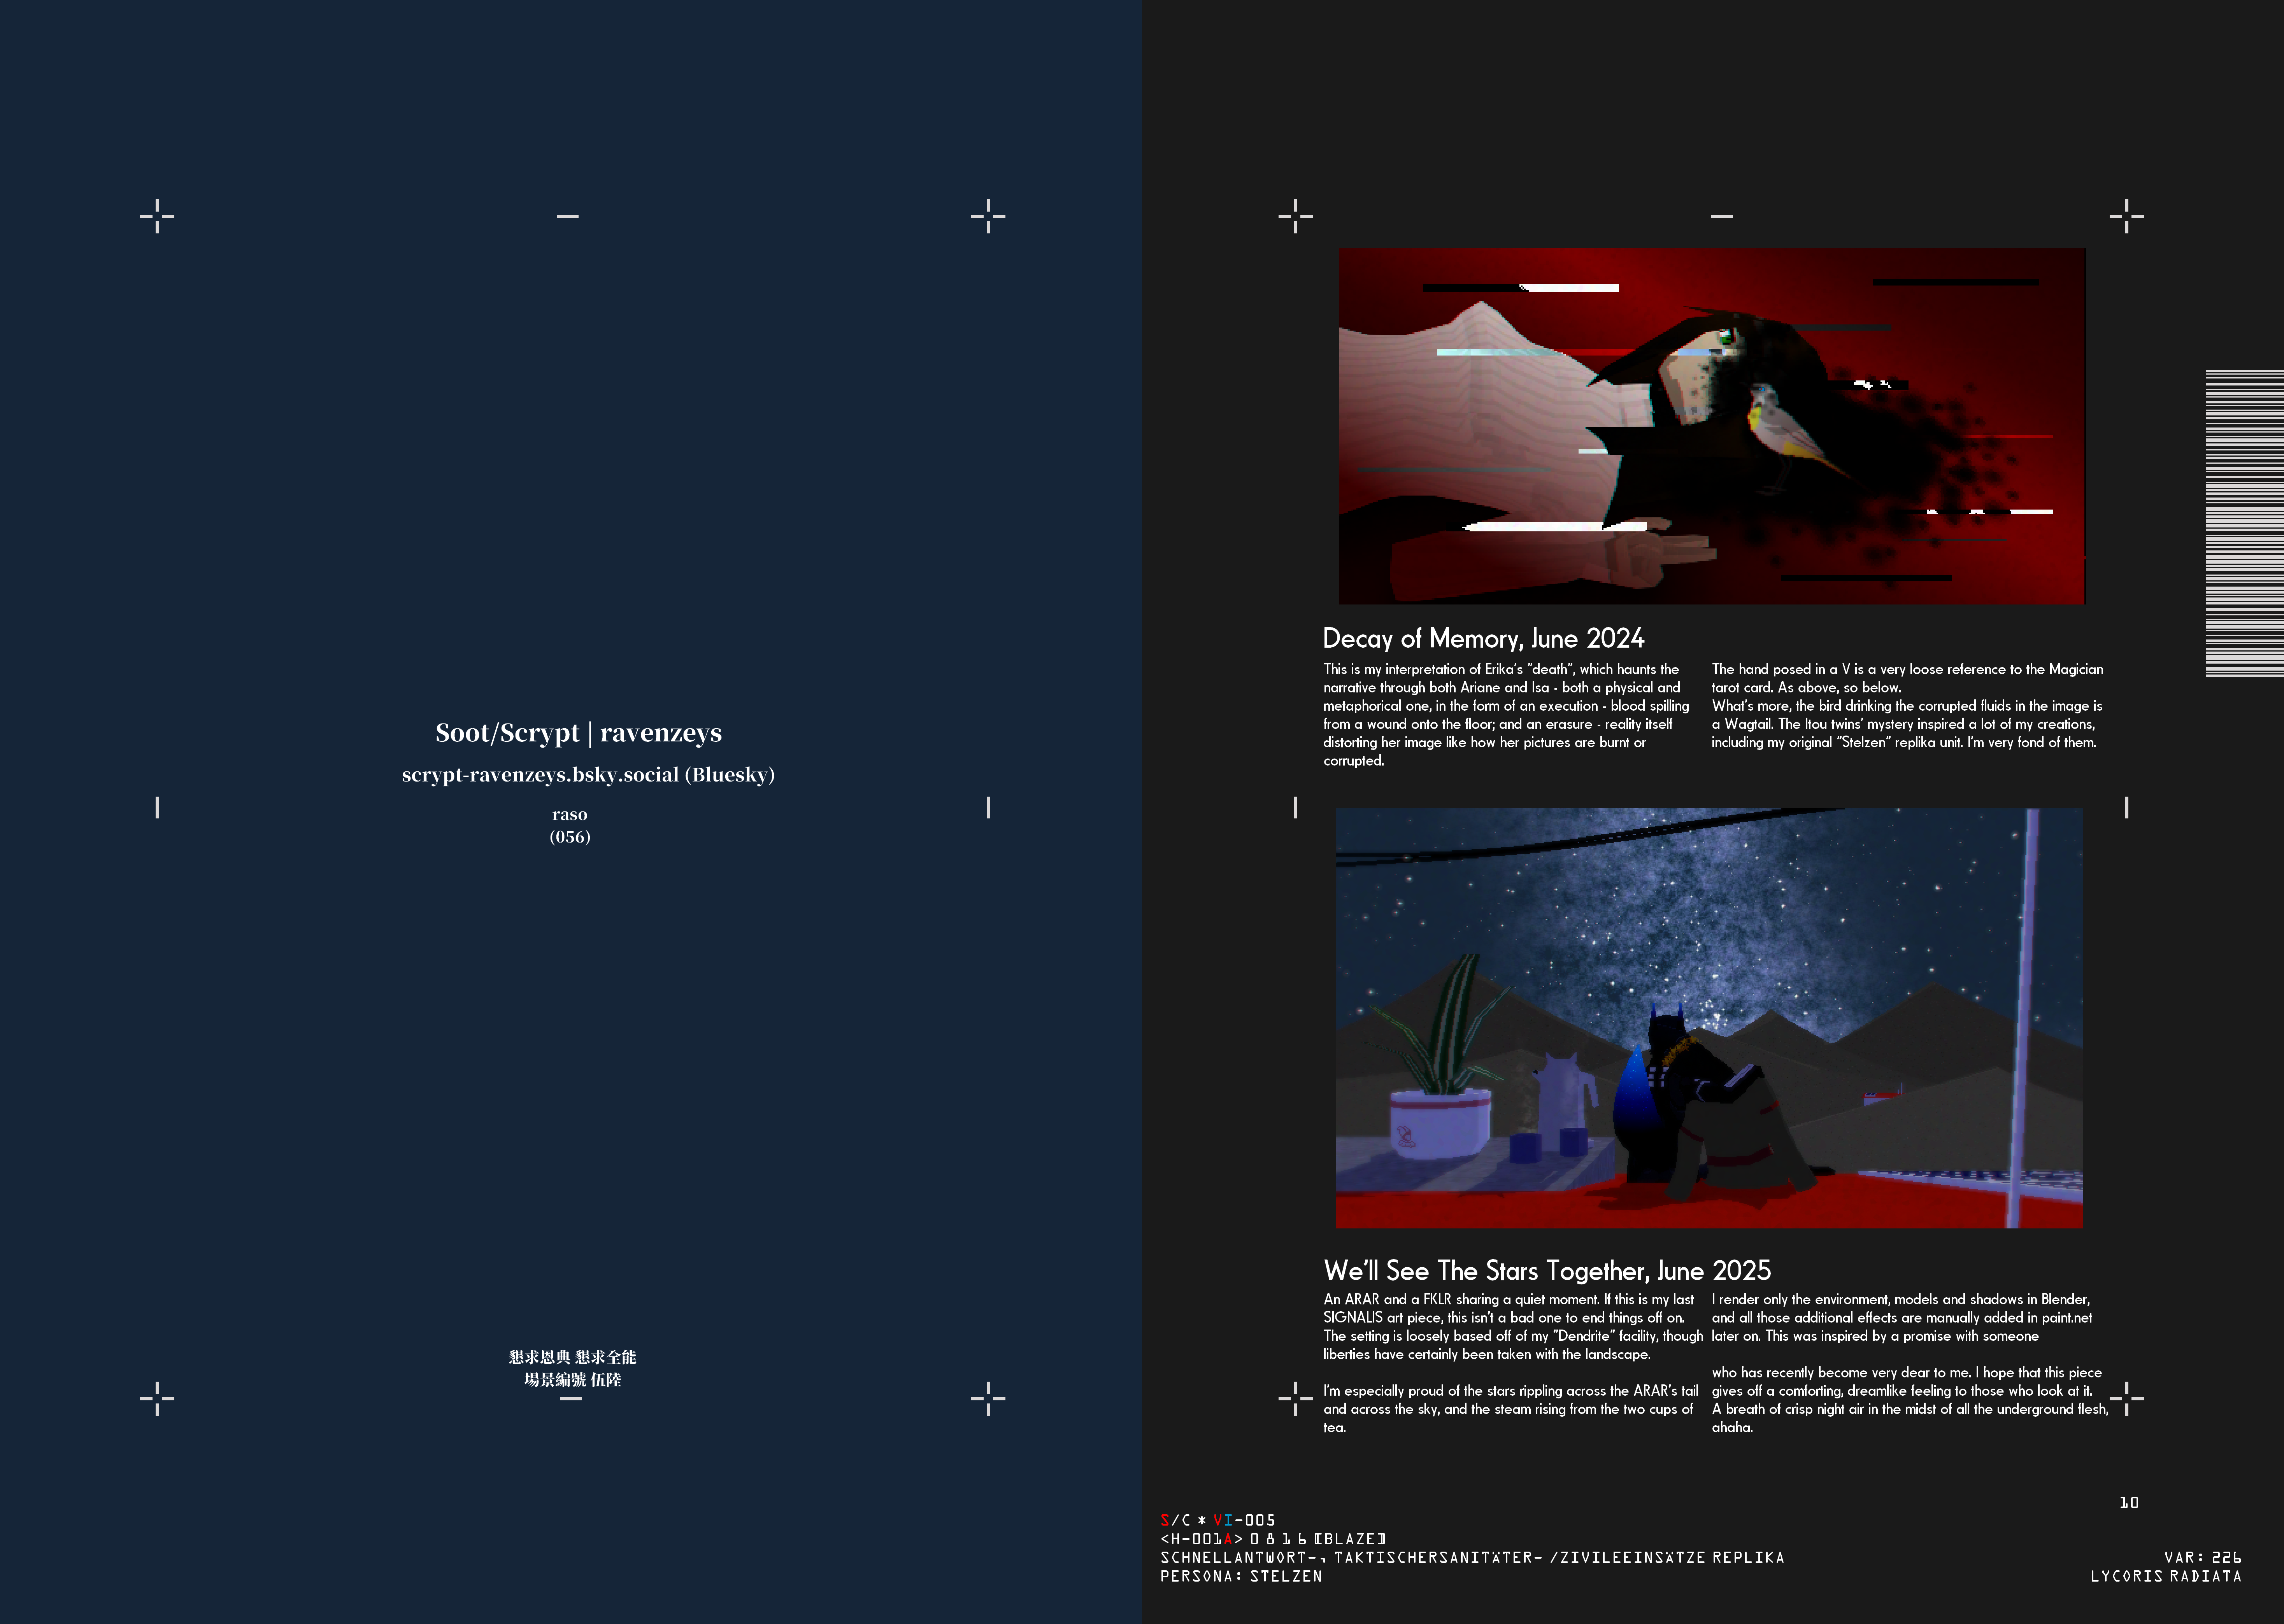 Soot/Scrypt | ravenzeys
scrypt-ravenzeys.bsky.social (Bluesky)
raso
(056)
懇求恩典 懇求全能
場景編號 伍陸
Decay of Memory, June 2024
This is my interpretation of Erika's "death", which haunts the
narrative through both Ariane and Isa - both a physical and
metaphorical one, in the form of an execution - blood spilling
from a wound onto the floor; and an erasure - reality itself
distorting her image like how her pictures are burnt or
corrupted.
The hand posed in a V is a very loose reference to the Magician
tarot card. As above, so below.
What's more, the bird drinking the corrupted fluids in the image is
a Wagtail. The Itou twins' mystery inspired a lot of my creations,
including my original "Stelzen" replika unit. I'm very fond of them.
We'll See The Stars Together, June 2025
An ARAR and a FKLR sharing a quiet moment. If this is my last
SIGNALIS art piece, this isn't a bad one to end things off on.
The setting is loosely based off of my "Dendrite" facility, though
liberties have certainly been taken with the landscape.
I'm especially proud of the stars rippling across the ARAR's tail
and across the sky, and the steam rising from the two cups of
tea.
I render only the environment, models and shadows in Blender,
and all those additional effects are manually added in paint.net
later on. This was inspired by a promise with someone
who has recently become very dear to me. I hope that this piece
gives off a comforting, dreamlike feeling to those who look at it.
A breath of crisp night air in the midst of all the underground flesh,
ahaha.
10
S/C * VI-005
<H-001A> 0 8 1 6 [[BLAZE]]
SCHNELLANTWORT-, TAKTISCHERSANITÄTER- /ZIVILEEINSÄTZE REPLIKA
PERSONA: STELZEN
VAR: 226
LYCORIS RADIATA